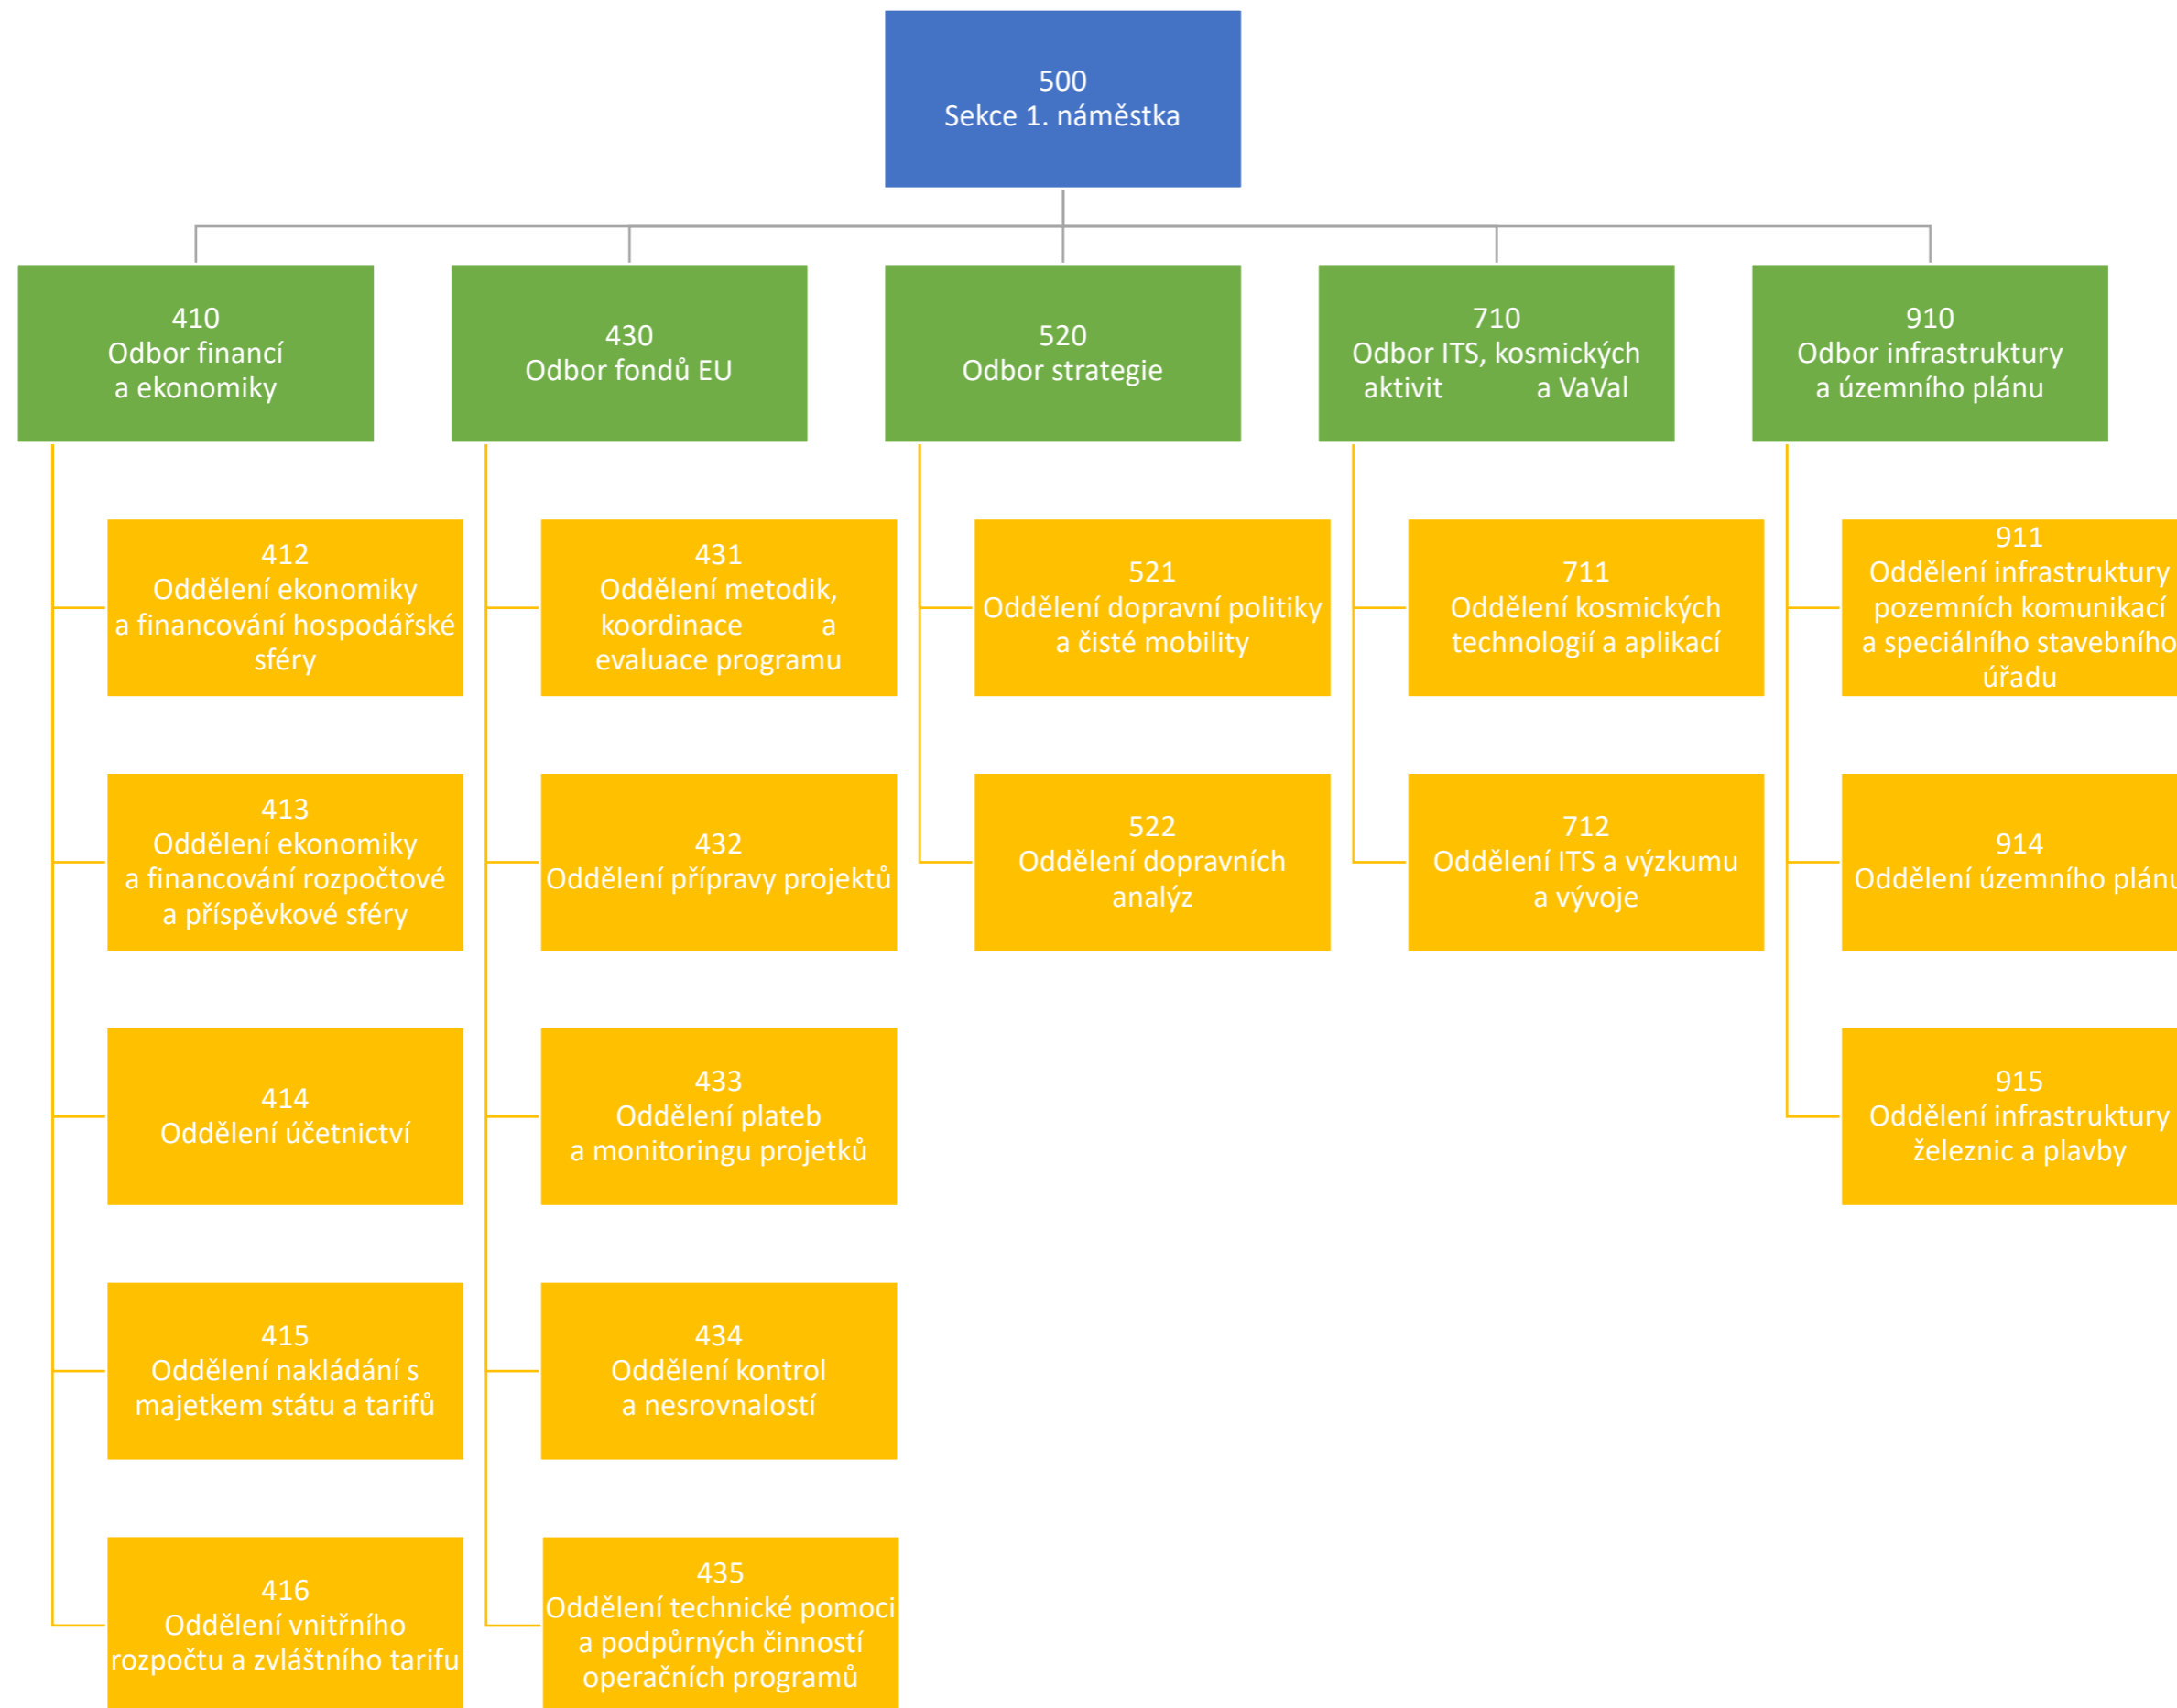 500
Sekce 1. náměstka
410
Odbor financí
a ekonomiky
430
Odbor fondů EU
520
Odbor strategie
710
Odbor ITS, kosmických
aktivit a VaVal
910
Odbor infrastruktury
a územního plánu
412
Oddělení ekonomiky
a financování hospodářské
sféry
431
Oddělení metodik,
koordinace a
evaluace programu
521
Oddělení dopravní politiky
a čisté mobility
711
Oddělení kosmických
technologií a aplikací
911
Oddělení infrastruktury
pozemních komunikací
a speciálního stavebního
úřadu
413
Oddělení ekonomiky
a financování rozpočtové
a příspěvkové sféry
432
Oddělení přípravy projektů
522
Oddělení dopravních
analýz
712
Oddělení ITS a výzkumu
a vývoje
914
Oddělení územního plánu
414
Oddělení účetnictví
433
Oddělení plateb
a monitoringu projetků
915
Oddělení infrastruktury
železnic a plavby
415
Oddělení nakládání s
majetkem státu a tarifů
434
Oddělení kontrol
a nesrovnalostí
416
Oddělení vnitřního
rozpočtu a zvláštního tarifu
435
Oddělení technické pomoci
a podpůrných činností
operačních programů